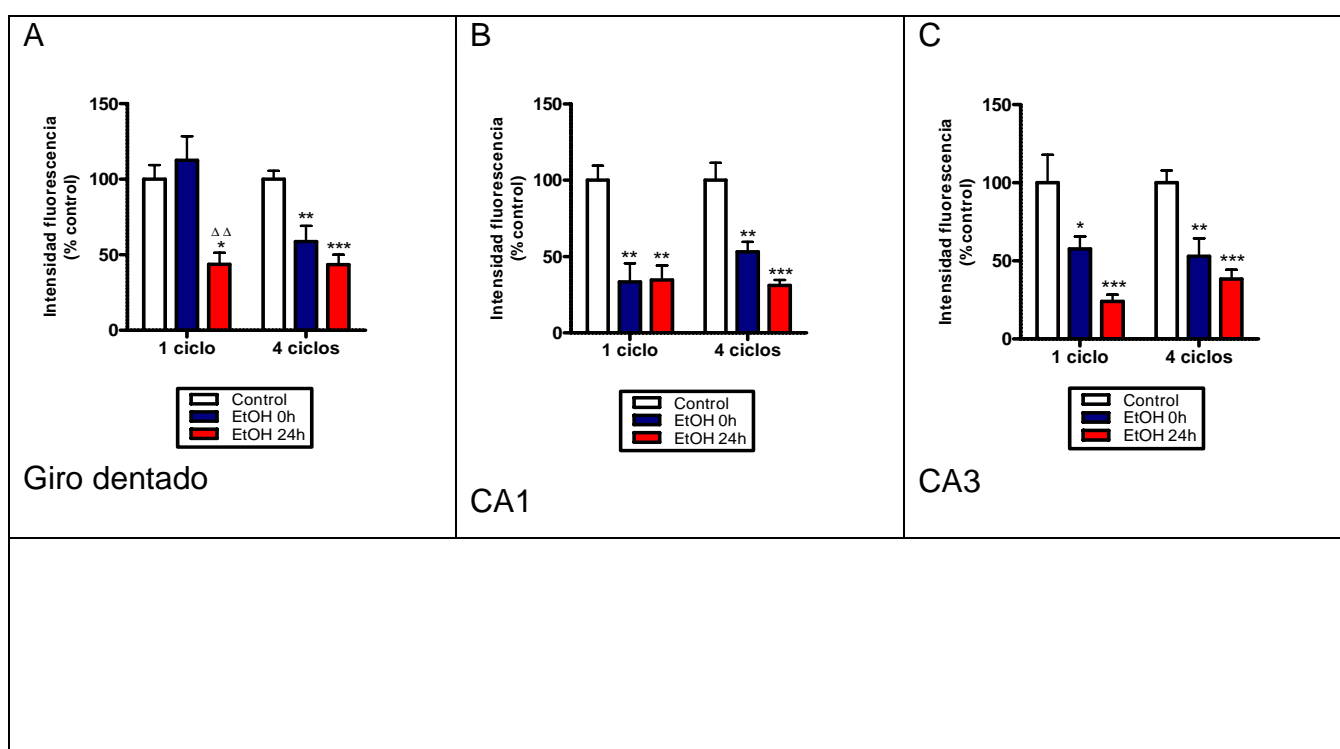 A
Intensidad fluorescencia
(% control)
150
100
50
0
ΔΔ
*
**
***
1 ciclo
4 ciclos
Control
EtOH 0h
EtOH 24h
Giro dentado
B
Intensidad fluorescencia
(% control)
150
100
50
0
**
**
**
***
1 ciclo
4 ciclos
Control
EtOH 0h
EtOH 24h
CA1
C
Intensidad fluorescencia
(% control)
150
100
50
0
*
***
**
***
1 ciclo
4 ciclos
Control
EtOH 0h
EtOH 24h
CA3